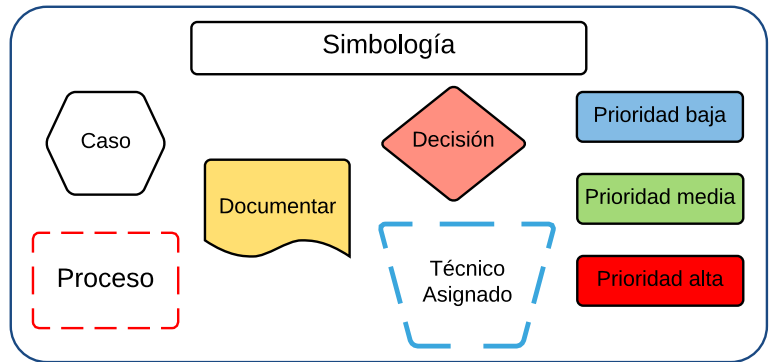 Simbología
Caso
Decisión
Prioridad baja
Documentar
Prioridad media
Proceso
Técnico
Asignado
Prioridad alta